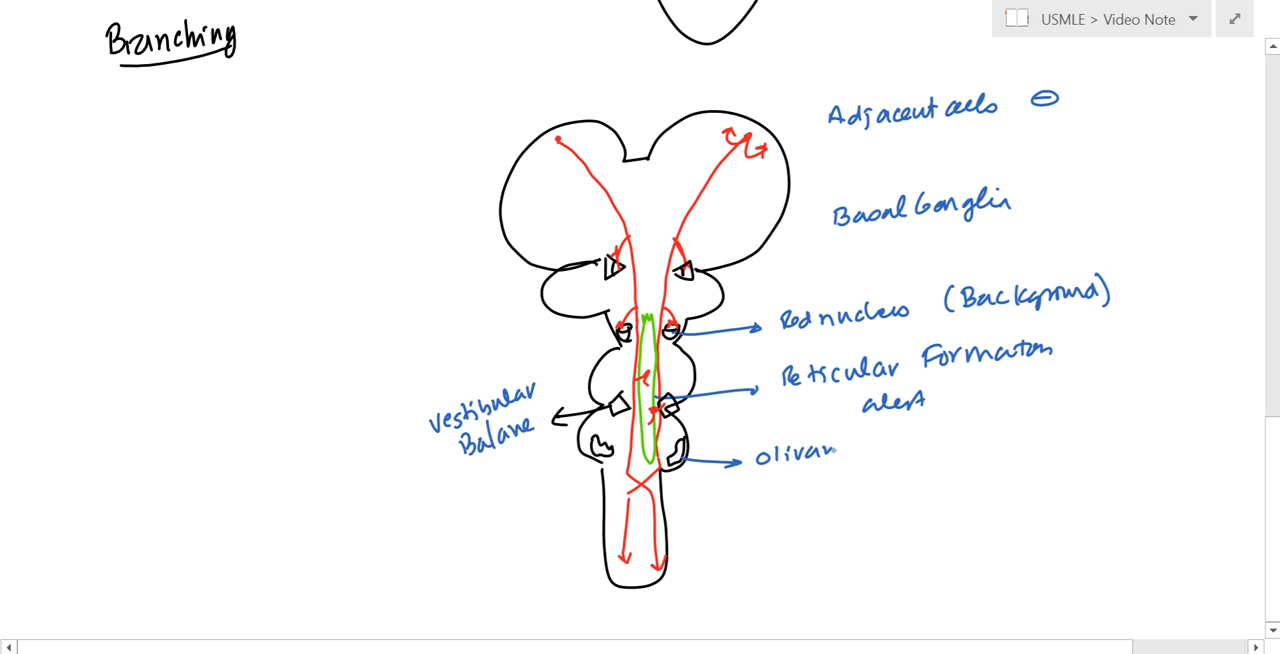 Branching
USMLE > Video Note
Adjacent cells ⊖
Basal Ganglia
Red nucleus (Background)
Reticular Formation
alert
Vestibular
Balance
olivar